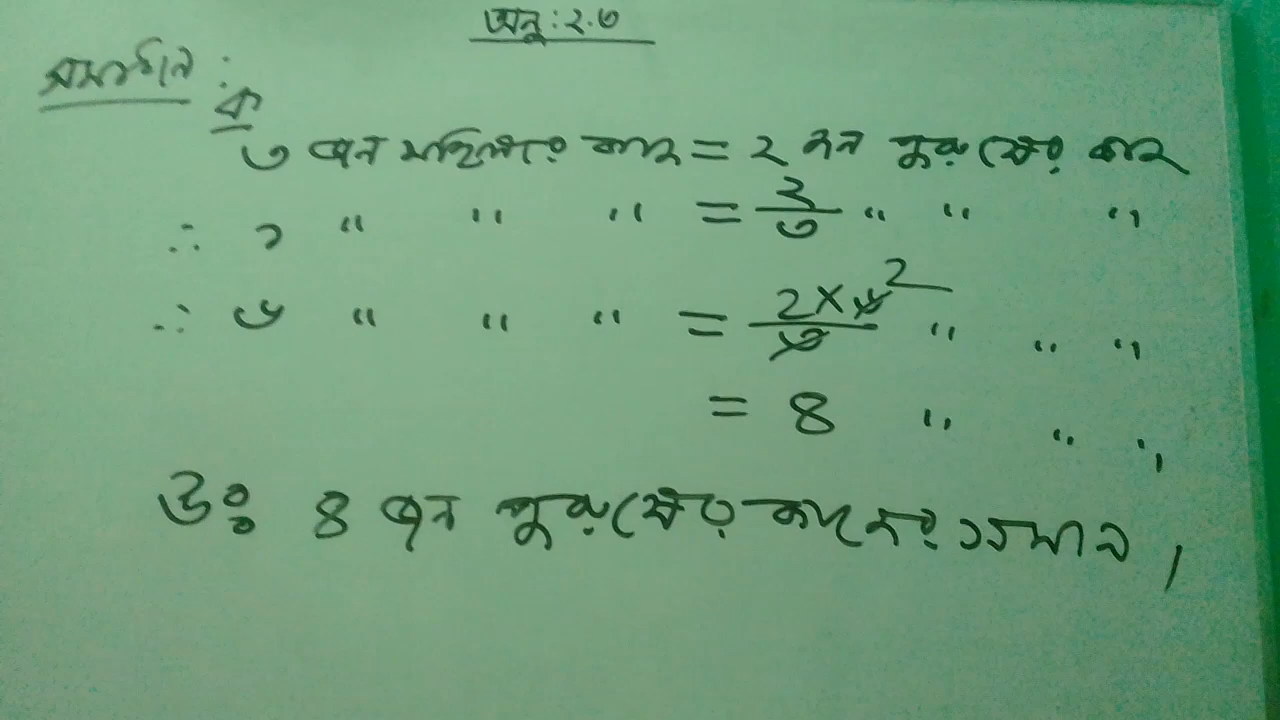 অনু : ২.৩
সমাধান :
ক
৩ জন মহিলার কাজ = ২ জন পুরুষের কাজ
∴ ১ " " " = ২/৩ " " "
∴ ৬ " " " = ২×৬ ২/৩ " " "
= ৪ " " "
উঃ ৪ জন পুরুষের কাজের সমান ।